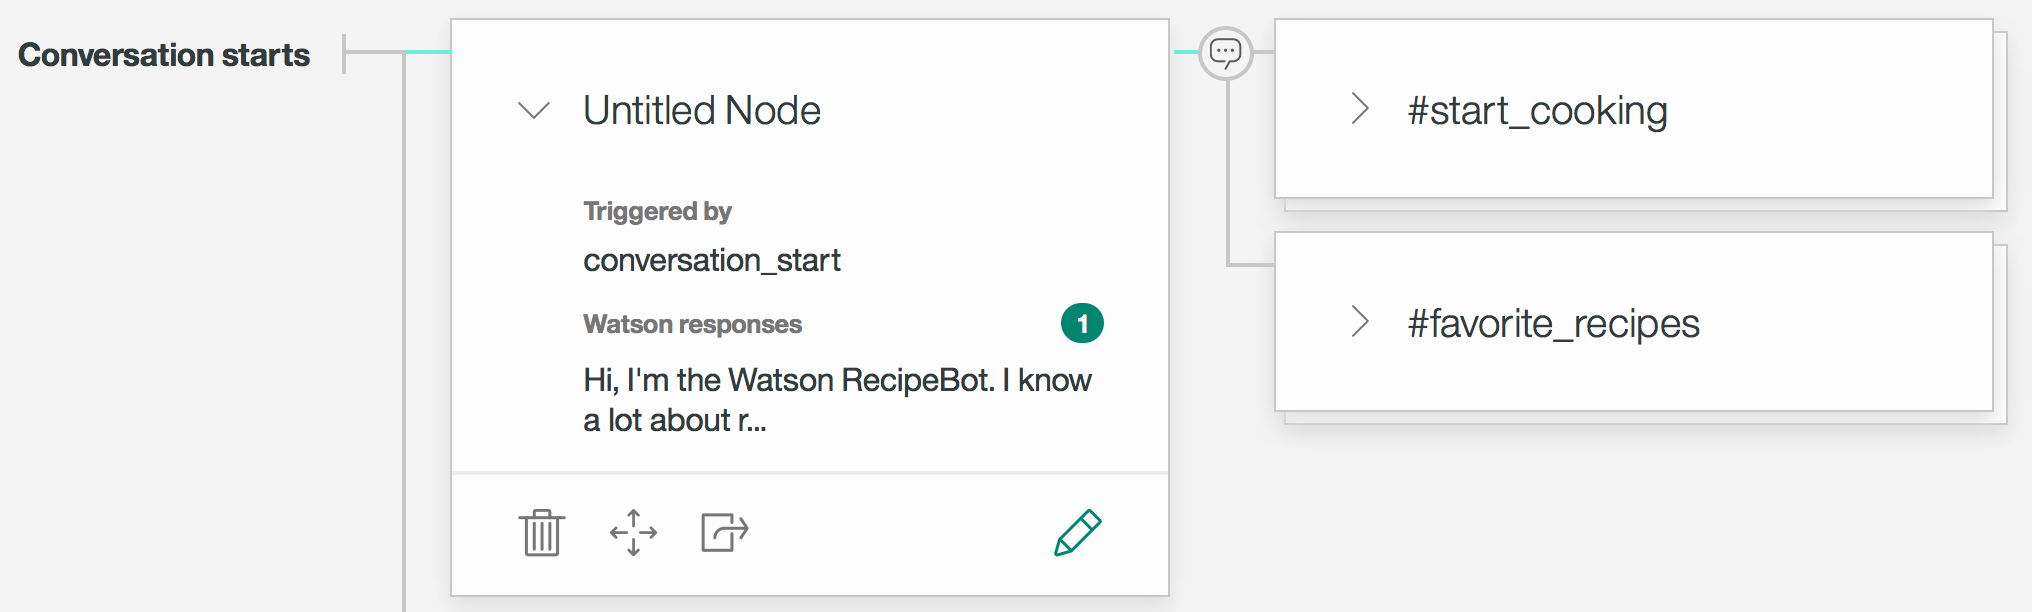 Conversation starts
Untitled Node
Triggered by
conversation_start
Watson responses
1
Hi, I'm the Watson RecipeBot. I know
a lot about r...
#start_cooking
#favorite_recipes